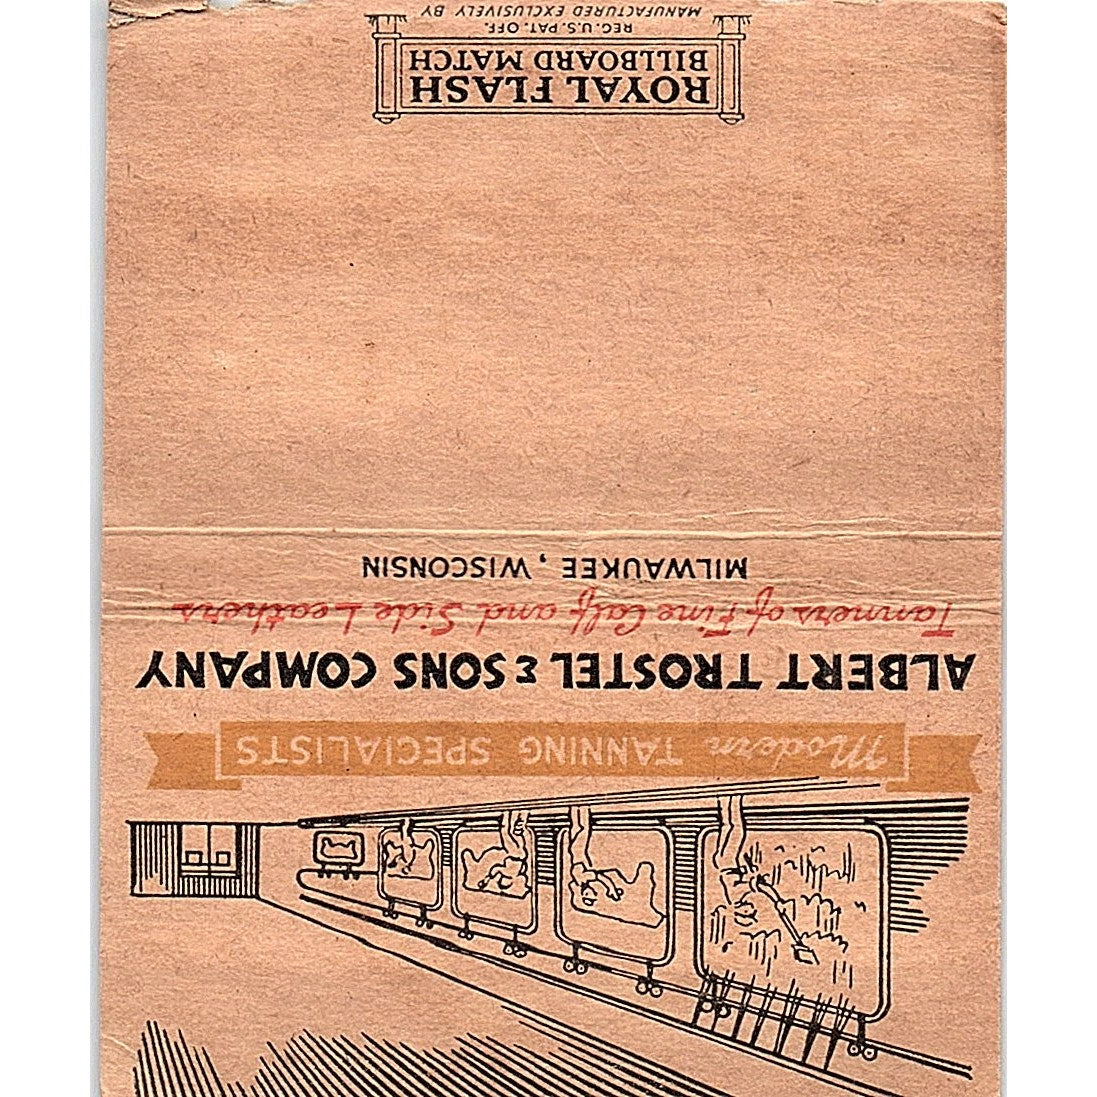 Modern TANNING SPECIALISTS
ALBERT TROSTEL & SONS COMPANY
Tanners of Fine Calf and Side Leathers
MILWAUKEE, WISCONSIN
ROYAL FLASH
BILLBOARD MATCH
REG. U.S. PAT. OFF.
MANUFACTURED EXCLUSIVELY BY